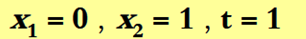 x₁ = 0 , x₂ = 1 , t = 1